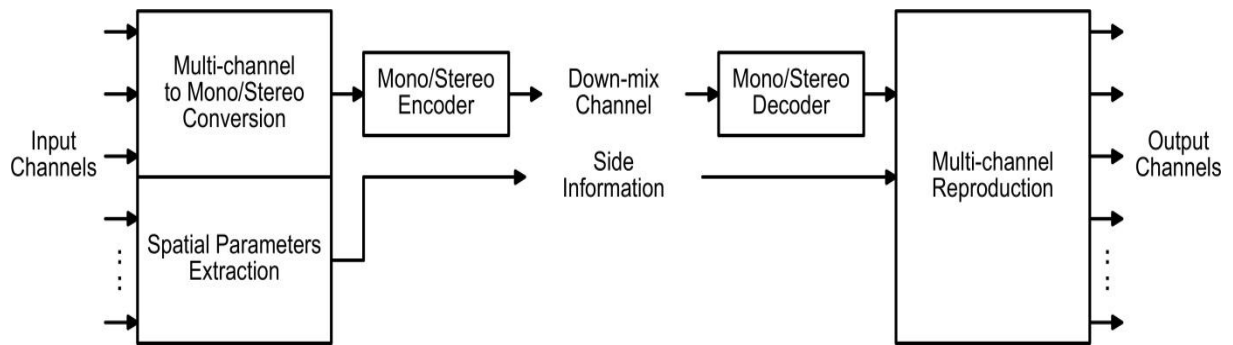 Input
Channels
Multi-channel
to Mono/Stereo
Conversion
Spatial Parameters
Extraction
Mono/Stereo
Encoder
Down-mix
Channel
Side
Information
Mono/Stereo
Decoder
Multi-channel
Reproduction
Output
Channels